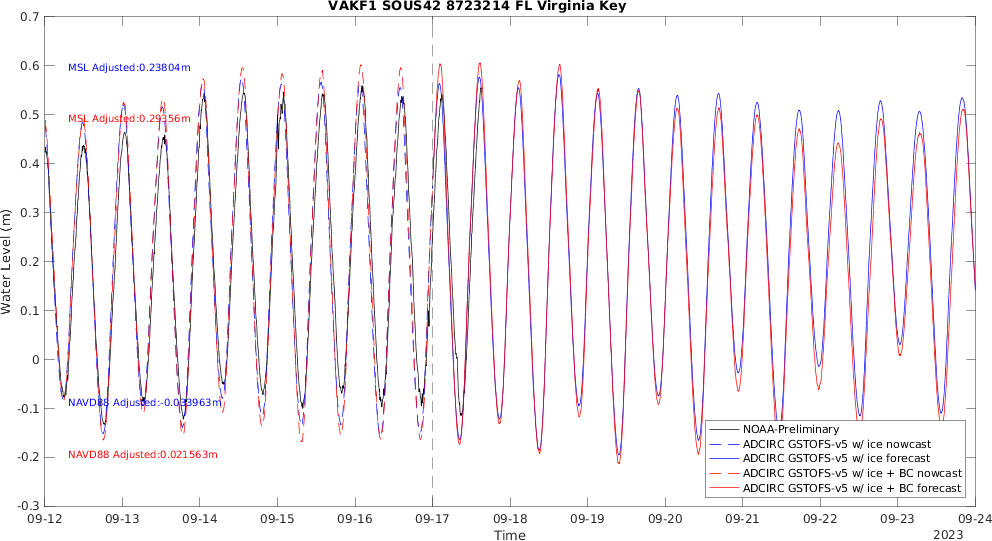 VAKF1 SOUS42 8723214 FL Virginia Key
0.7
0.6
0.5
0.4
0.3
0.2
0.1
0
-0.1
-0.2
-0.3
Water Level (m)
MSL Adjusted:0.23804m
MSL Adjusted:0.29356m
NAVD88 Adjusted:-0.033963m
NAVD88 Adjusted:0.021563m
NOAA-Preliminary
ADCIRC GSTOFS-v5 w/ ice nowcast
ADCIRC GSTOFS-v5 w/ ice forecast
ADCIRC GSTOFS-v5 w/ ice + BC nowcast
ADCIRC GSTOFS-v5 w/ ice + BC forecast
09-12 09-13 09-14 09-15 09-16 09-17 09-18 09-19 09-20 09-21 09-22 09-23 09-24
Time
2023